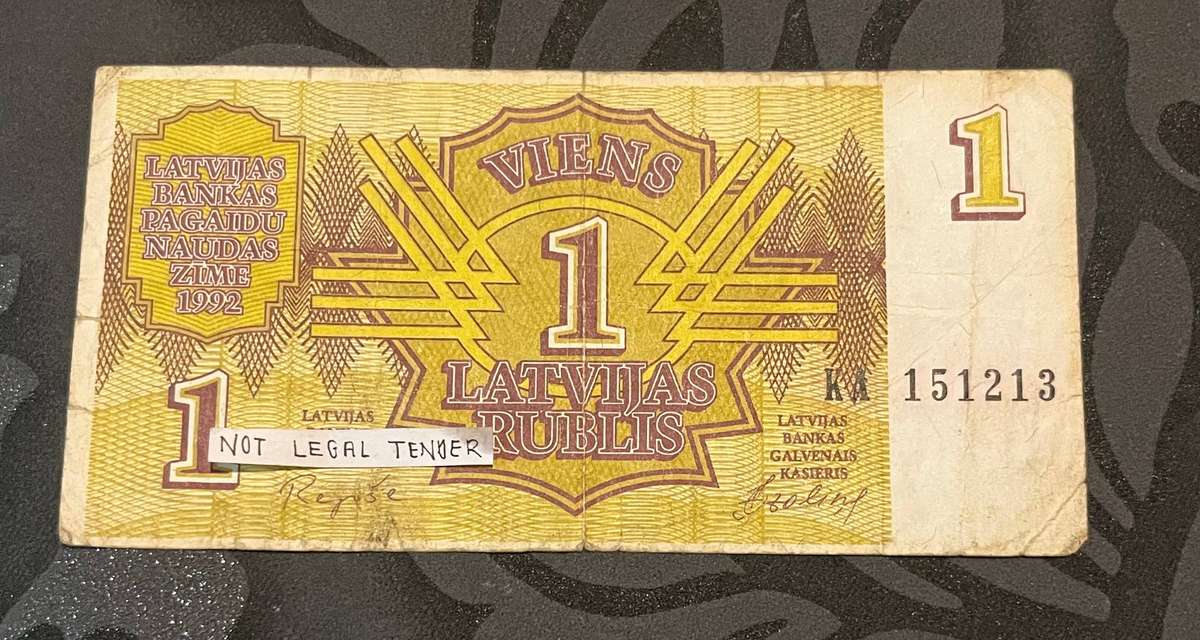 LATVIJAS
BANKAS
PAGAIDU
NAUDAS
ZĪME
1992
VIENS
1
LATVIJAS
RUBLIS
1
1
LATVIJAS
NOT LEGAL TENDER
LATVIJAS
BANKAS
GALVENAIS
KASIERIS
KA 151213